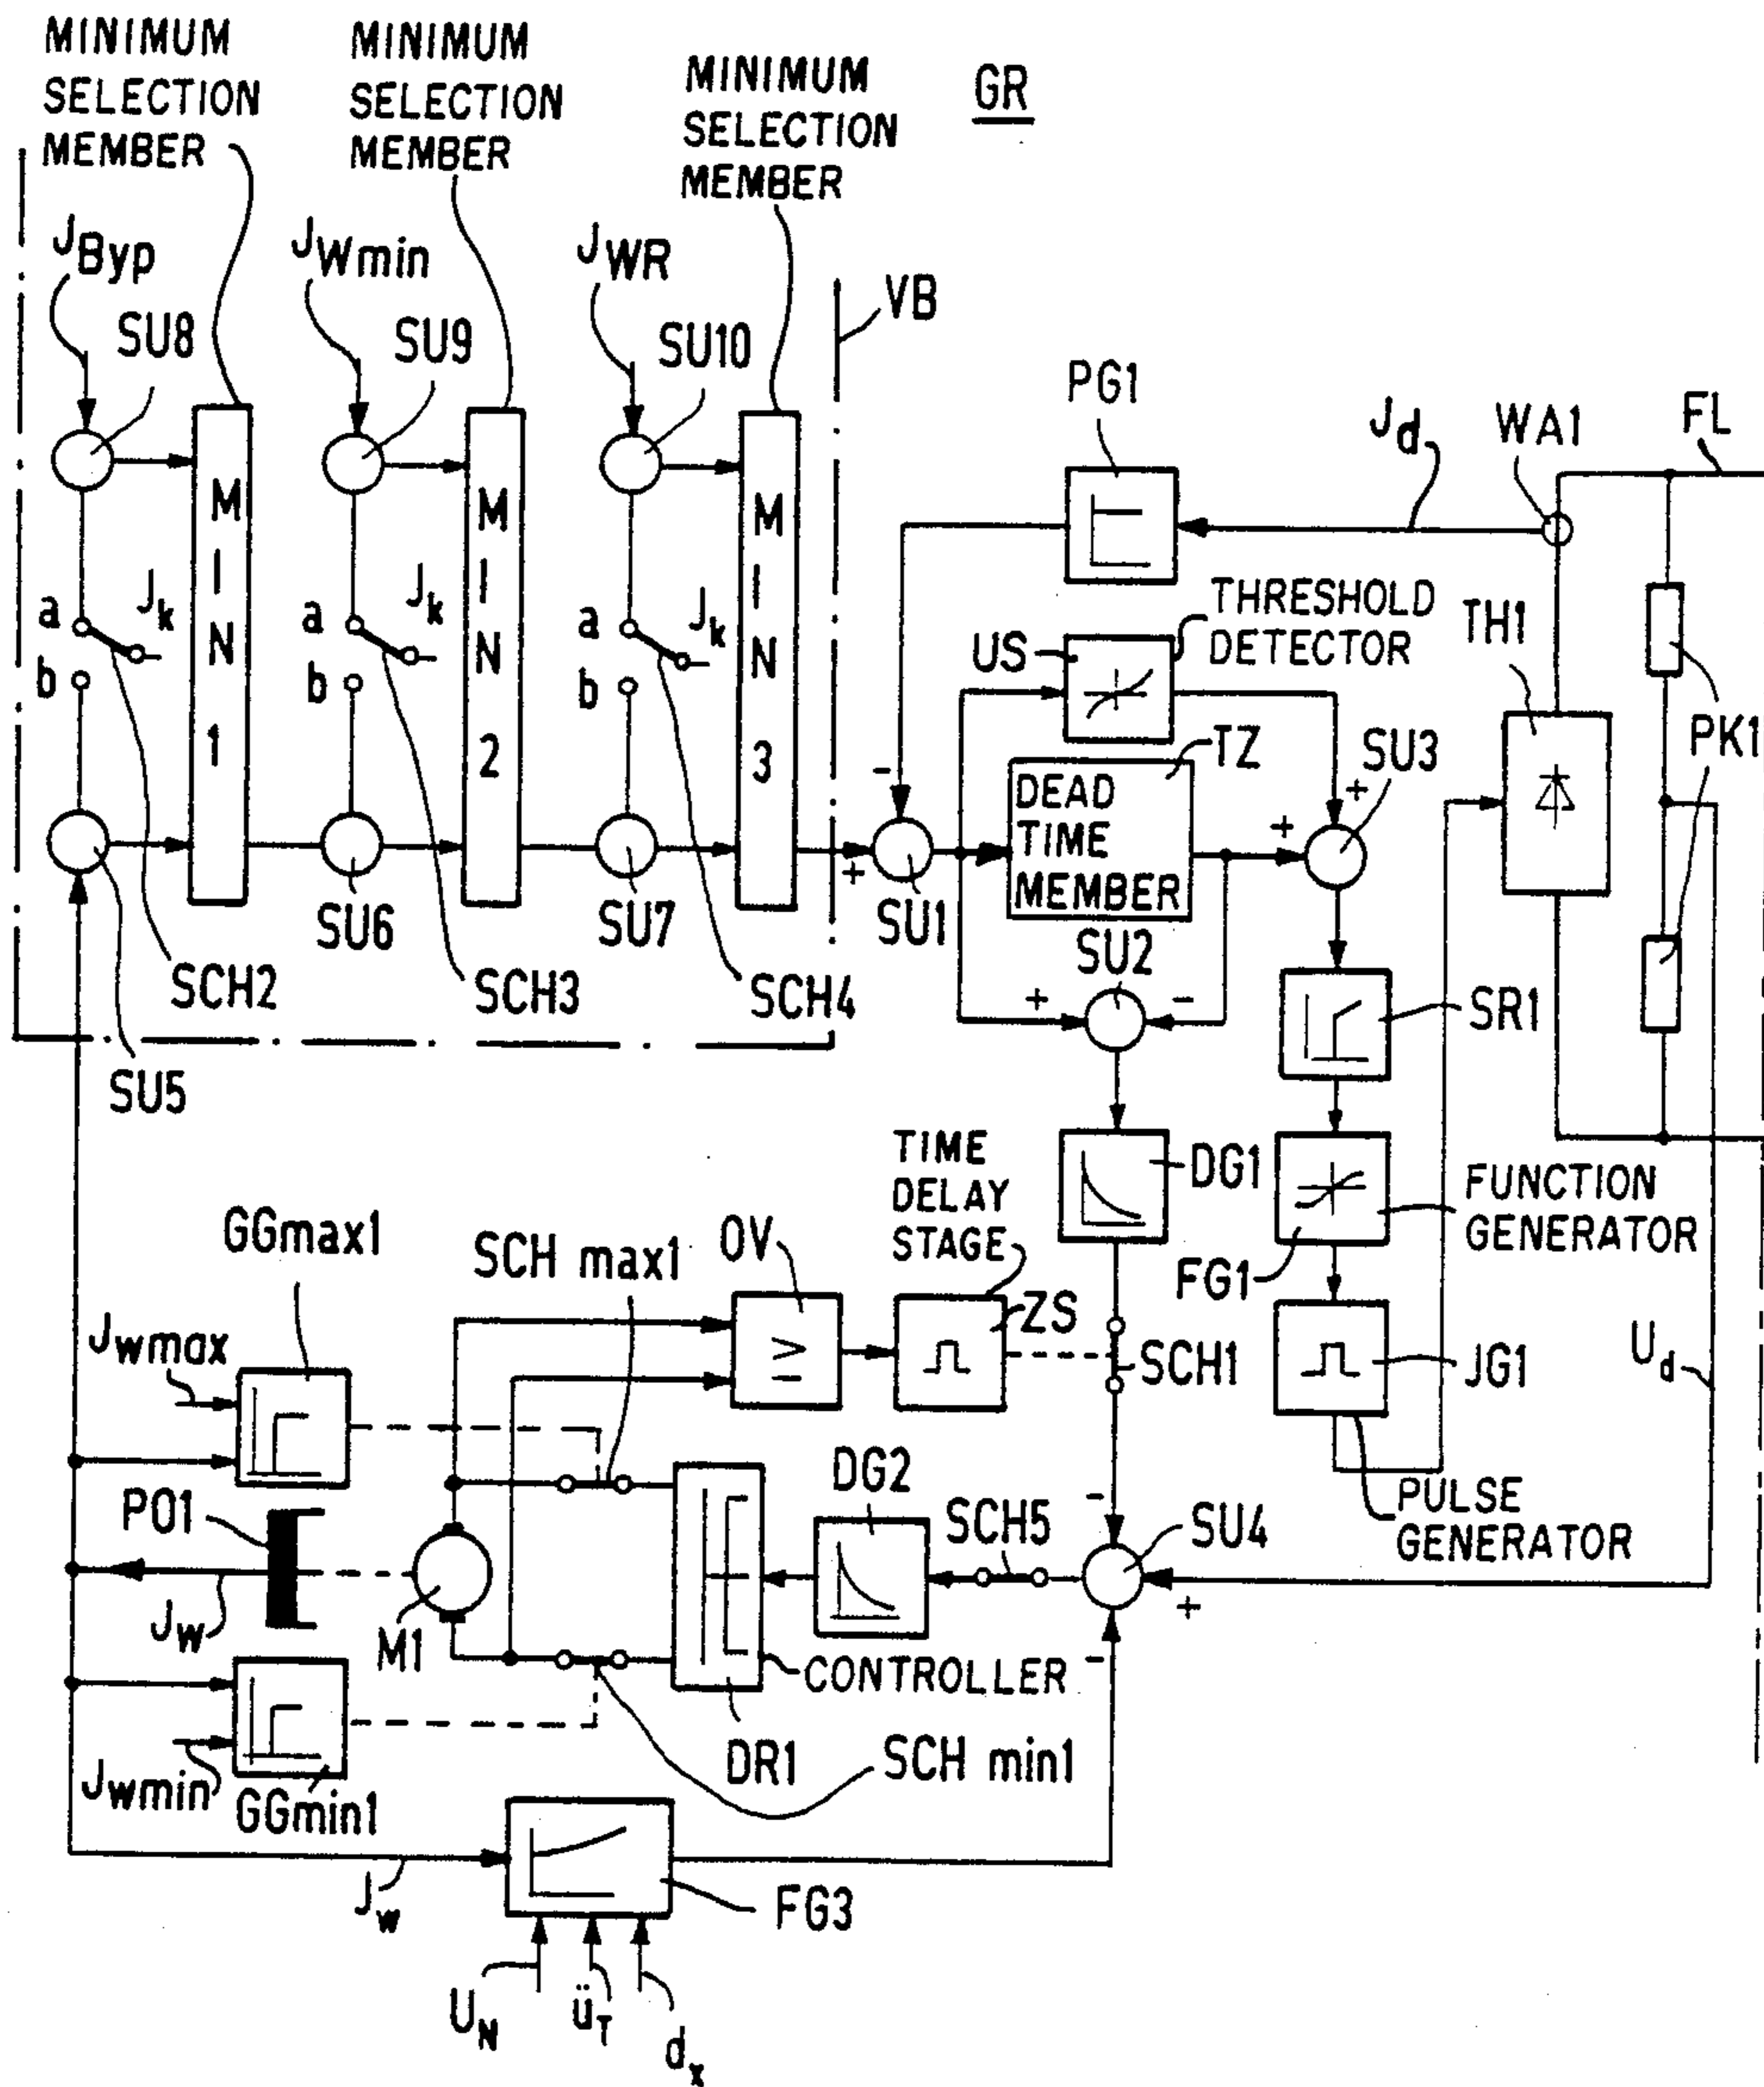 MINIMUM
SELECTION
MEMBER
MINIMUM
SELECTION
MEMBER
MINIMUM
SELECTION
MEMBER
GR
JByp
JWmin
JWR
VB
SU8
SU9
SU10
PG1
Jd
WA1
FL
MIN1
MIN2
MIN3
a
Jk
b
a
Jk
b
a
Jk
b
US
THRESHOLD
DETECTOR
TH1
PK1
TZ
SU3
DEAD
TIME
MEMBER
-
+
+
+
SU6
SU7
SU1
SU2
+
-
SCH2
SCH3
SCH4
SR1
SU5
TIME
DELAY
STAGE
DG1
FUNCTION
GENERATOR
FG1
GGmax1
SCH max1
OV
ZS
SCH1
JG1
Ud
Jwmax
≥1
DG2
SCH5
SU4
PULSE
GENERATOR
PO1
-
+
-
Jw
M1
CONTROLLER
Jwmin
GGmin1
DR1
SCH min1
Jw
FG3
UN
üT
dx